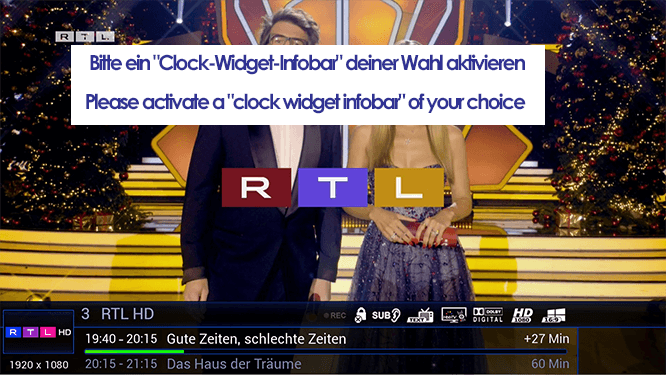 RTL
Bitte ein "Clock-Widget-Infobar" deiner Wahl aktivieren
Please activate a "clock widget infobar" of your choice
RTL
3 RTL HD
REC SUB TEXT DOLBY DIGITAL HD 1080 16:9
RTL HD
19:40 - 20:15 Gute Zeiten, schlechte Zeiten +27 Min
1920 x 1080 20:15 - 21:15 Das Haus der Träume 60 Min